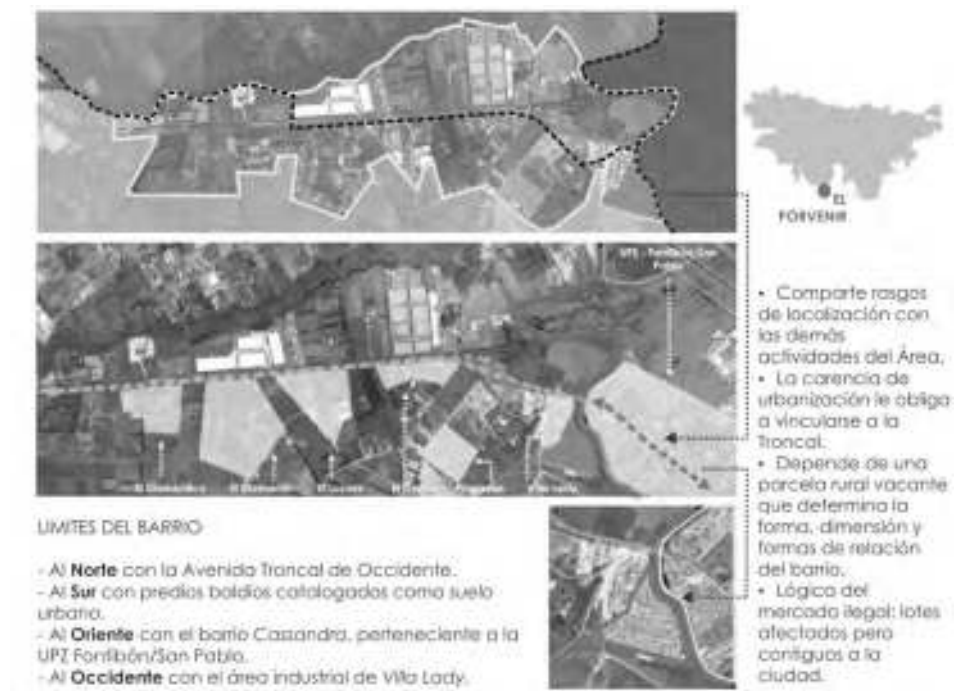 EL
PORVENIR
UPZ - Fontibón San
Pablo
• Comparte rasgos
de localización con
las demás
actividades del Área.
• La carencia de
urbanización le obliga
a vincularse a la
Troncal.
• Depende de una
parcela rural vacante
que determina la
forma, dimensión y
formas de relación
del barrio.
• Lógica del
mercado ilegal: lotes
afectados pero
contiguos a la
ciudad.
LIMITES DEL BARRIO
- Al Norte con la Avenida Troncal de Occidente.
- Al Sur con predios baldíos catalogados como suelo
urbano.
- Al Oriente con el barrio Cassandra, perteneciente a la
UPZ Fontibón/San Pablo.
- Al Occidente con el área industrial de Villa Lady.